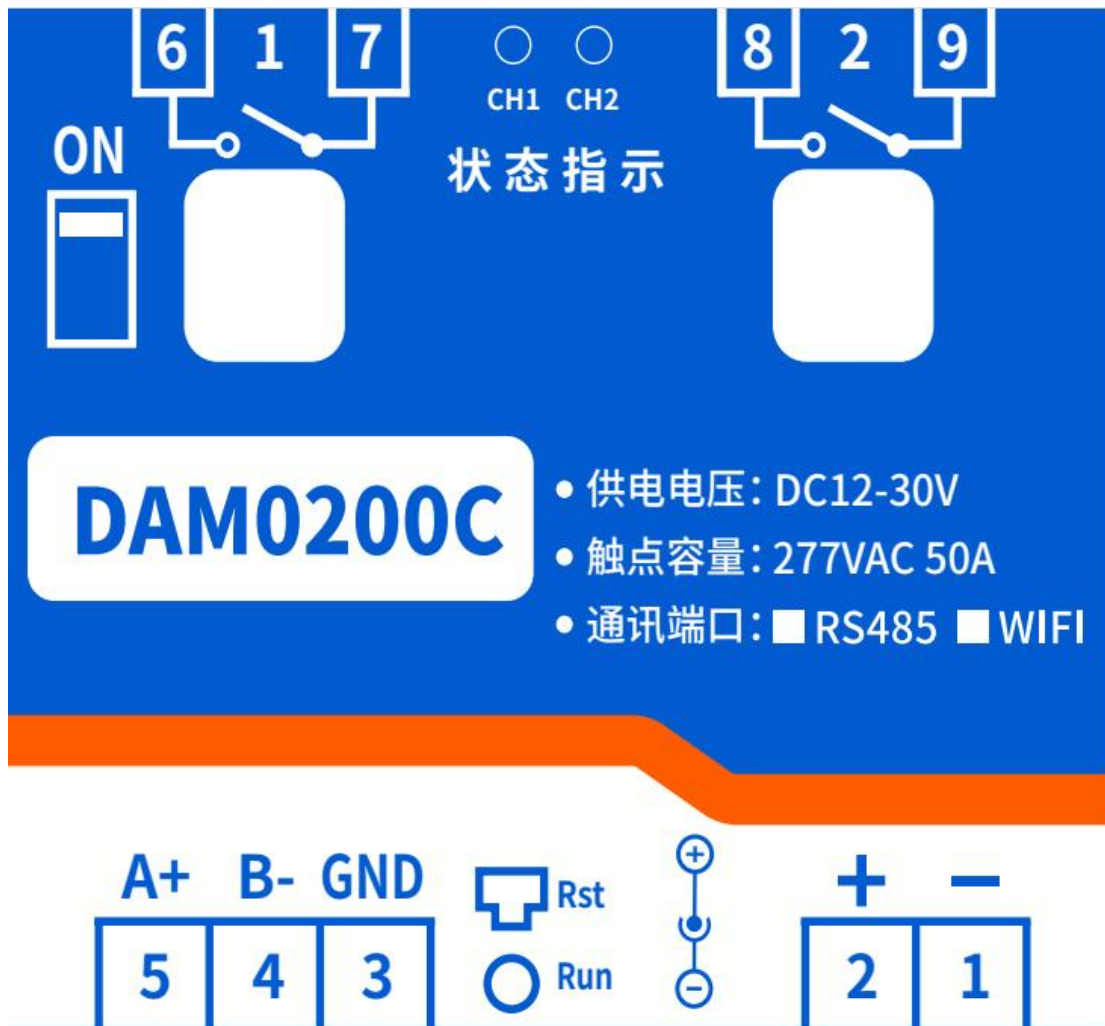 6 1 7
8 2 9
CH1 CH2
ON
状态指示
DAM0200C
• 供电电压：DC12-30V
• 触点容量：277VAC 50A
• 通讯端口：■ RS485 ■ WIFI
A+ B- GND
Rst
+ −
5 4 3
Run
2 1